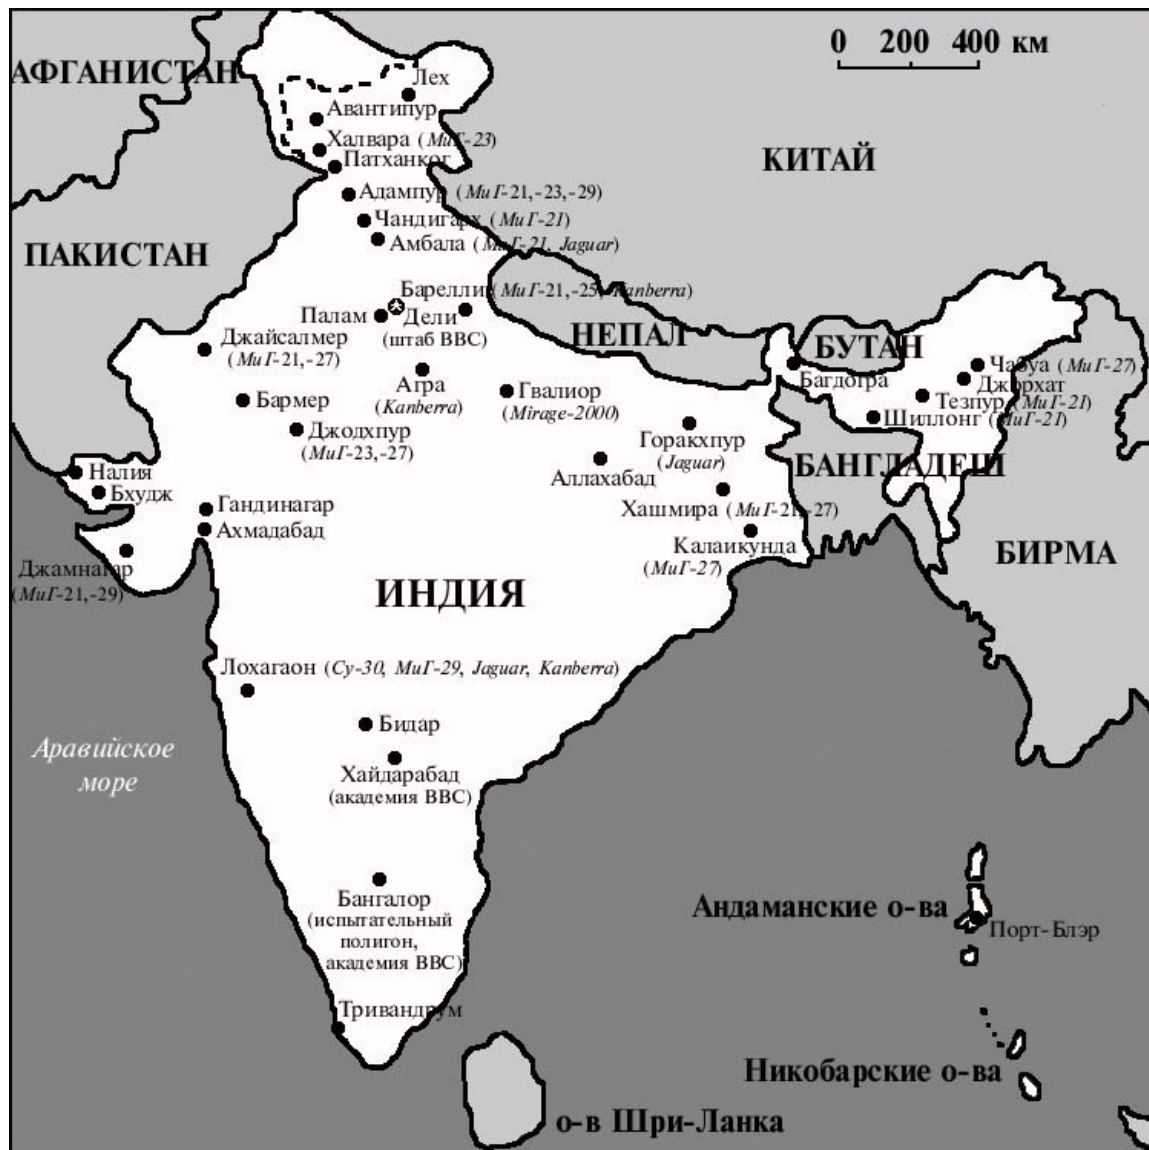 0 200 400 км
АФГАНИСТАН
Лех
Авантипур
Халвара (МиГ-23)
Патханкот
КИТАЙ
Адампур (МиГ-21,-23,-29)
Чандигарх (МиГ-21)
Амбала (МиГ-21, Jaguar)
ПАКИСТАН
Барелли (МиГ-21,-25, Kanberra)
Палам
Дели
(штаб ВВС)
НЕПАЛ
БУТАН
Джайсалмер
(МиГ-21,-27)
Чабуа (МиГ-27)
Багдогра
Джорхат
Агра
(Kanberra)
Гвалиор
(Mirage-2000)
Тезпур (МиГ-21)
Шиллонг (МиГ-21)
Бармер
Джодхпур
(МиГ-23,-27)
Горакхпур
(Jaguar)
БАНГЛАДЕШ
Налия
Аллахабад
Бхудж
Гандинагар
Хашмира (МиГ-21,-27)
Ахмадабад
Калаикунда
(МиГ-27)
БИРМА
Джамнагар
(МиГ-21,-29)
ИНДИЯ
Лохагаон (Су-30, МиГ-29, Jaguar, Kanberra)
Бидар
Аравийское
море
Хайдарабад
(академия ВВС)
Бангалор
(испытательный
полигон,
академия ВВС)
Андаманские о-ва
Порт-Блэр
Тривандрум
Никобарские о-ва
о-в Шри-Ланка